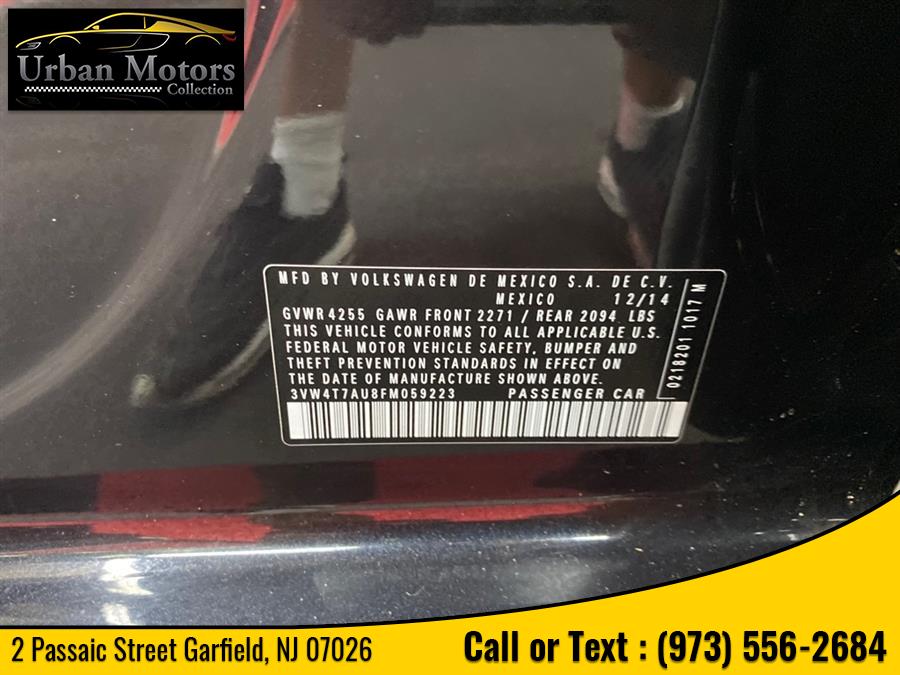 Urban Motors
Collection
MFD BY VOLKSWAGEN DE MEXICO S.A. DE C.V.
MEXICO 12/14
GVWR 4255 GAWR FRONT 2271 / REAR 2094 LBS
THIS VEHICLE CONFORMS TO ALL APPLICABLE U.S.
FEDERAL MOTOR VEHICLE SAFETY, BUMPER AND
THEFT PREVENTION STANDARDS IN EFFECT ON
THE DATE OF MANUFACTURE SHOWN ABOVE.
3VW4T7AU8FM059223 PASSENGER CAR
0218201 1017 M
2 Passaic Street Garfield, NJ 07026
Call or Text : (973) 556-2684